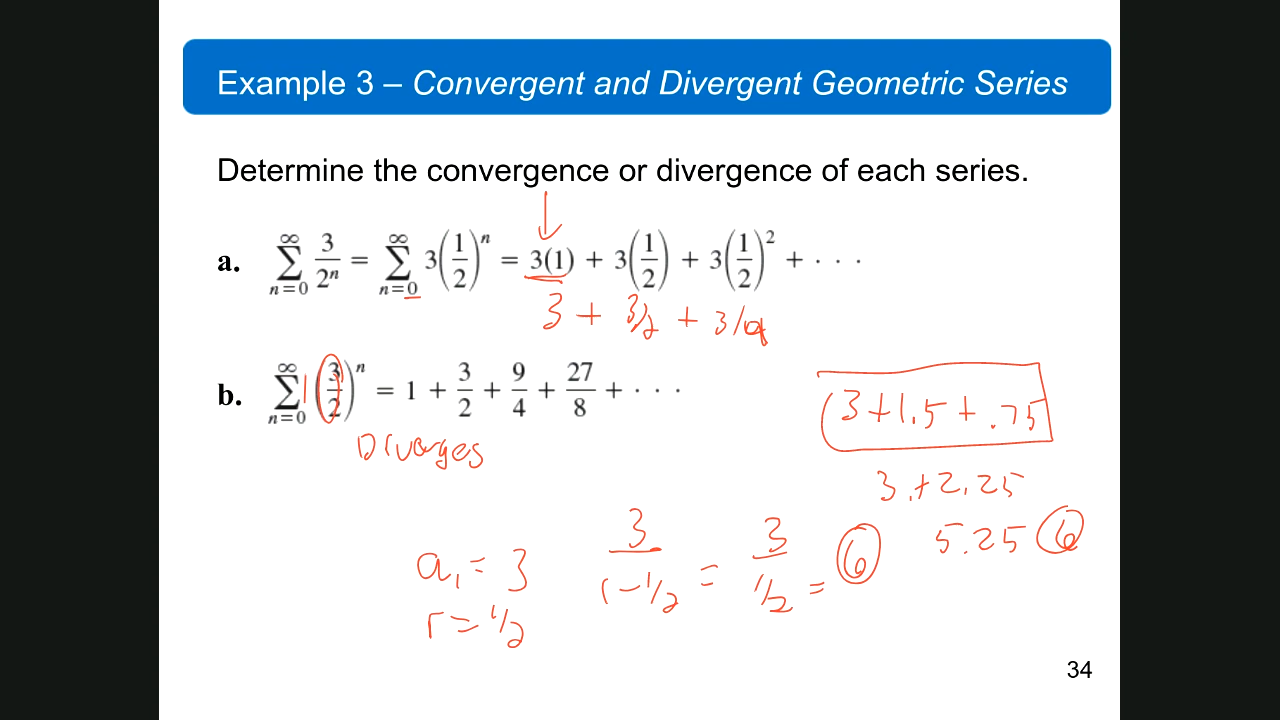 Example 3 – Convergent and Divergent Geometric Series
Determine the convergence or divergence of each series.
a. ∑_{n=0}^{∞} 3/2ⁿ = ∑_{n=0}^{∞} 3(1/2)ⁿ = 3(1) + 3(1/2) + 3(1/2)² + · · ·
3 + 3/2 + 3/4
b. ∑_{n=0}^{∞} 1(3/2)ⁿ = 1 + 3/2 + 9/4 + 27/8 + · · ·
Diverges
(3+1.5+.75
3.+2.25
5.25 6
a₁ = 3
r = 1/2
3/(1-1/2) = 3/(1/2) = 6
34